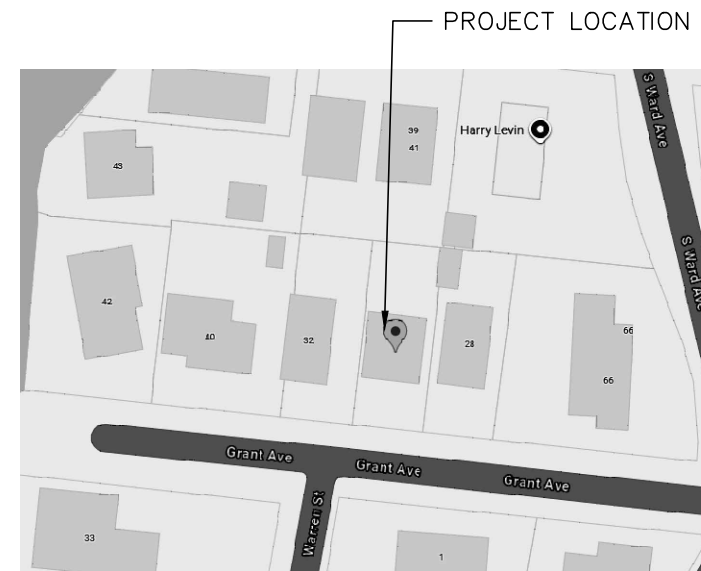 PROJECT LOCATION
S Ward Ave
39
41
Harry Levin
43
S Ward Ave
42
40
32
28
66
66
Grant Ave
Grant Ave
Grant Ave
Warren St
33
1